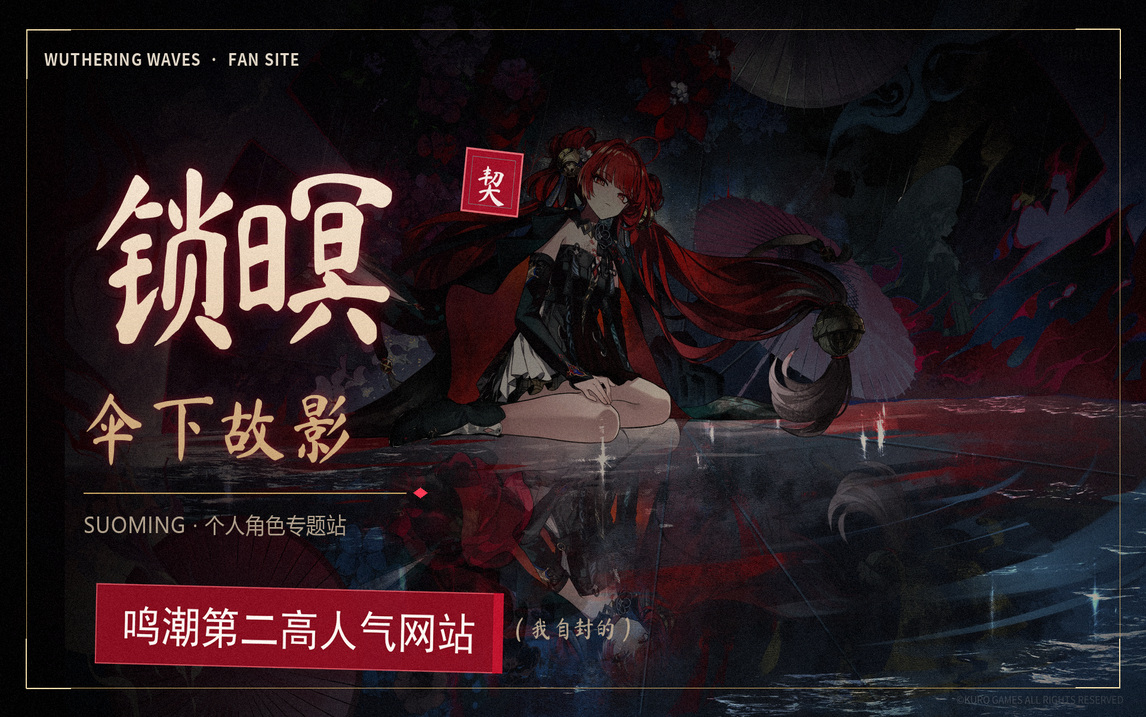 WUTHERING WAVES · FAN SITE
契
锁暝
伞下故影
SUOMING · 个人角色专题站
鸣潮第二高人气网站
(我自封的)
©KURO GAMES ALL RIGHTS RESERVED